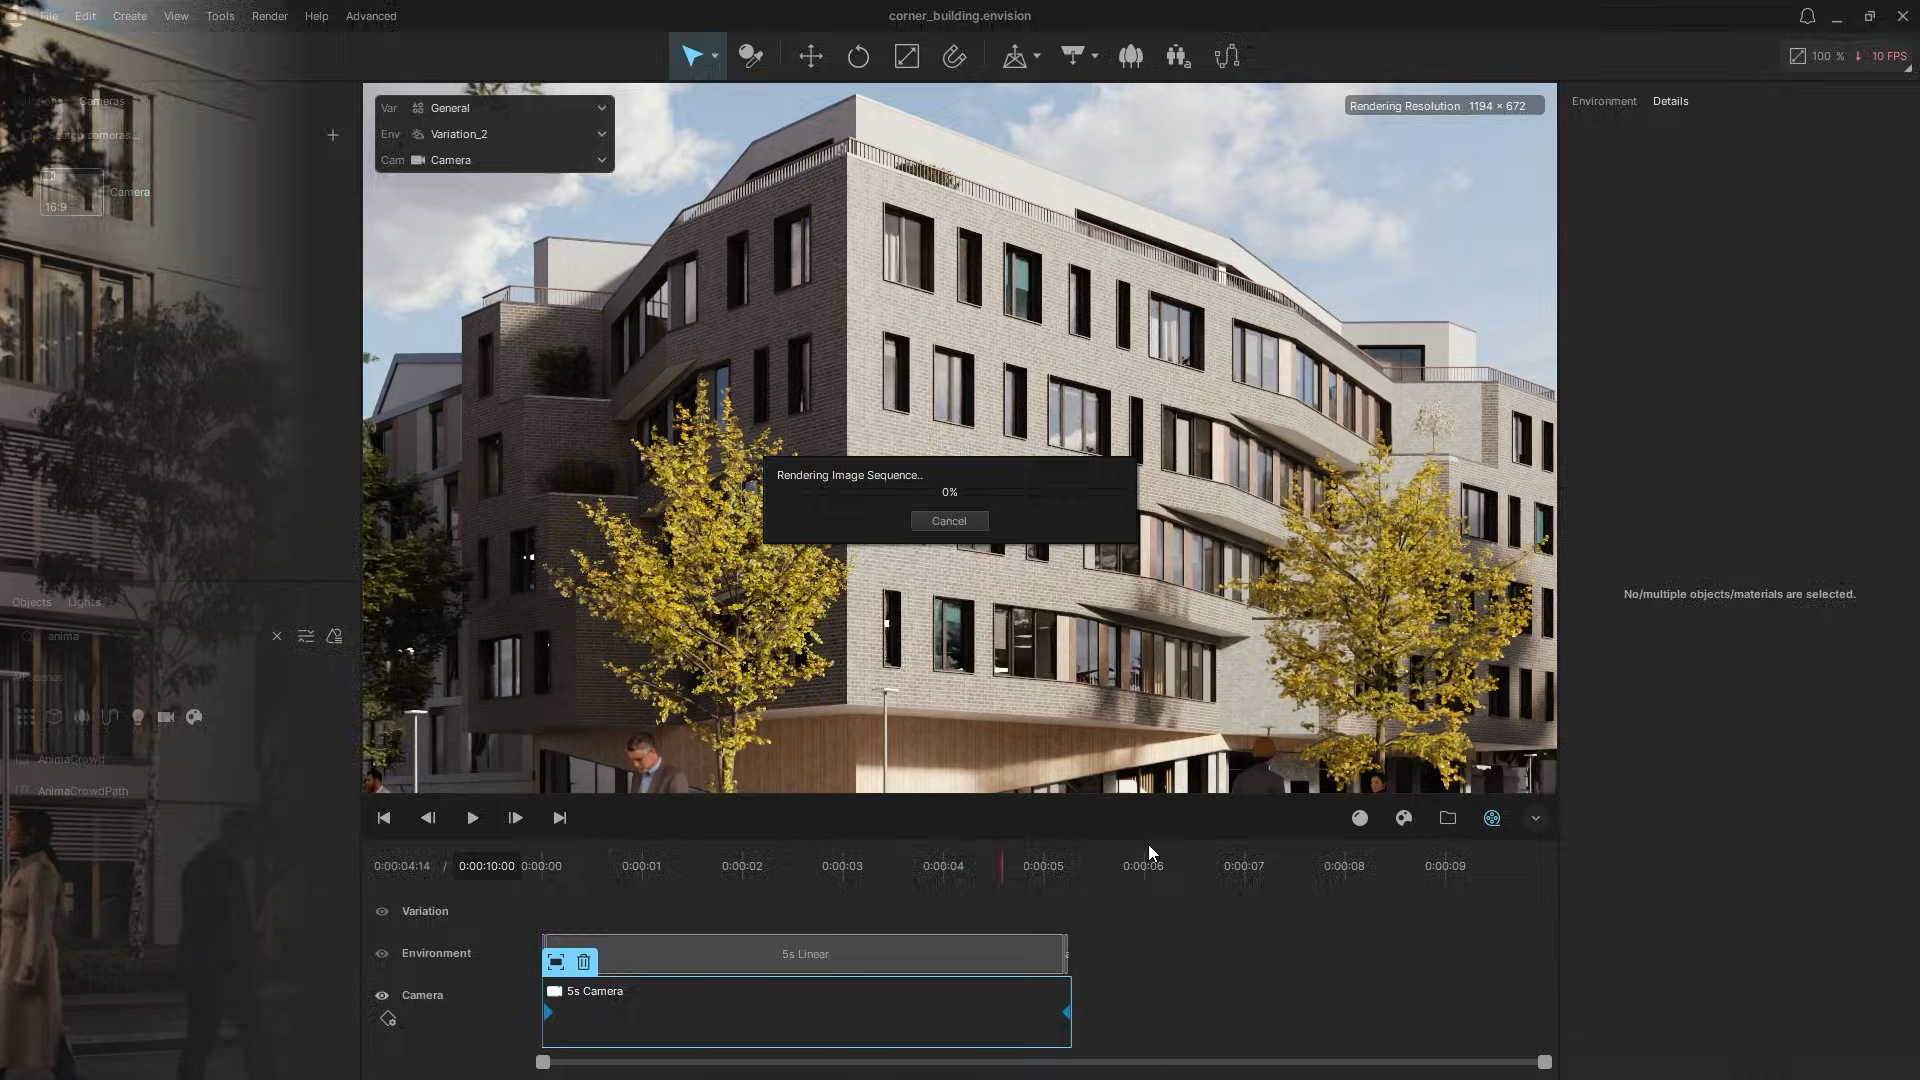 File Edit Create View Tools Render Help Advanced
corner_building.envision
100 % 10 FPS
Cameras
Search cameras...
Camera
16:9
Var General
Env Variation_2
Cam Camera
Rendering Resolution 1194 × 672
Environment Details
Rendering Image Sequence..
0%
Cancel
No/multiple objects/materials are selected.
Objects Lights
anima
AnimaCrowd
AnimaCrowdPath
0:00:04:14 / 0:00:10:00 0:00:00 0:00:01 0:00:02 0:00:03 0:00:04 0:00:05 0:00:06 0:00:07 0:00:08 0:00:09
Variation
Environment
5s Linear
Camera
5s Camera